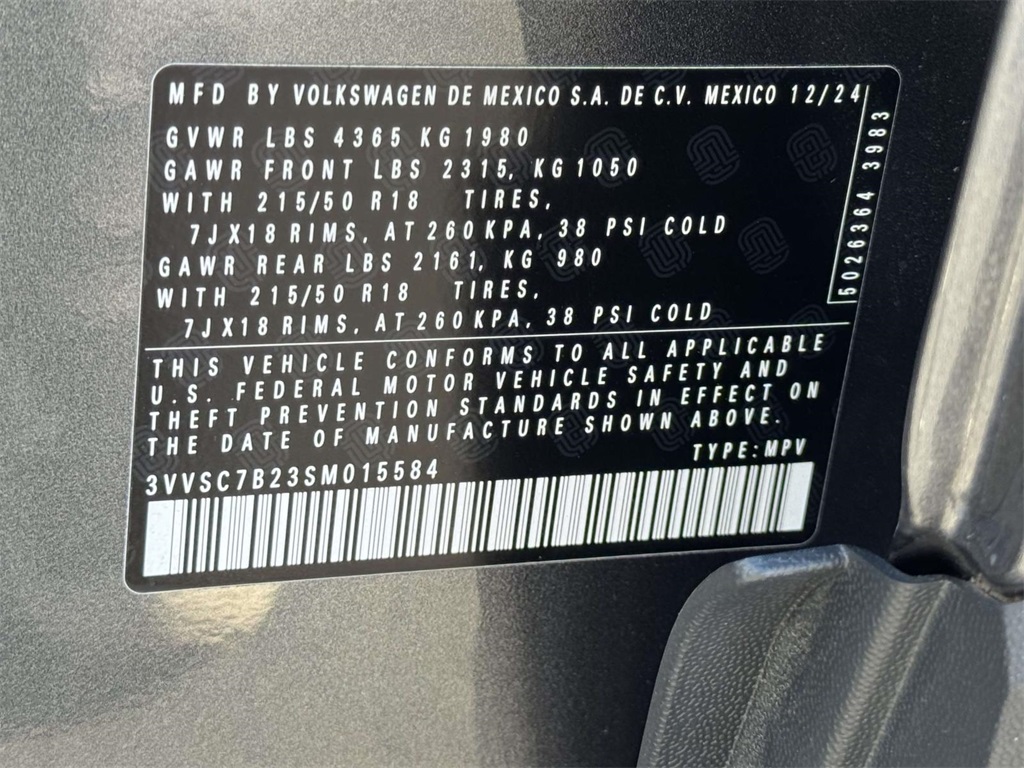 MFD BY VOLKSWAGEN DE MEXICO S.A. DE C.V. MEXICO 12/24
GVWR LBS 4365 KG 1980
GAWR FRONT LBS 2315, KG 1050
WITH 215/50 R18 TIRES,
7JX18 RIMS, AT 260 KPA, 38 PSI COLD
GAWR REAR LBS 2161, KG 980
WITH 215/50 R18 TIRES,
7JX18 RIMS, AT 260 KPA, 38 PSI COLD
5026364 3983
THIS VEHICLE CONFORMS TO ALL APPLICABLE
U.S. FEDERAL MOTOR VEHICLE SAFETY AND
THEFT PREVENTION STANDARDS IN EFFECT ON
THE DATE OF MANUFACTURE SHOWN ABOVE.
TYPE: MPV
3VVSC7B23SM015584